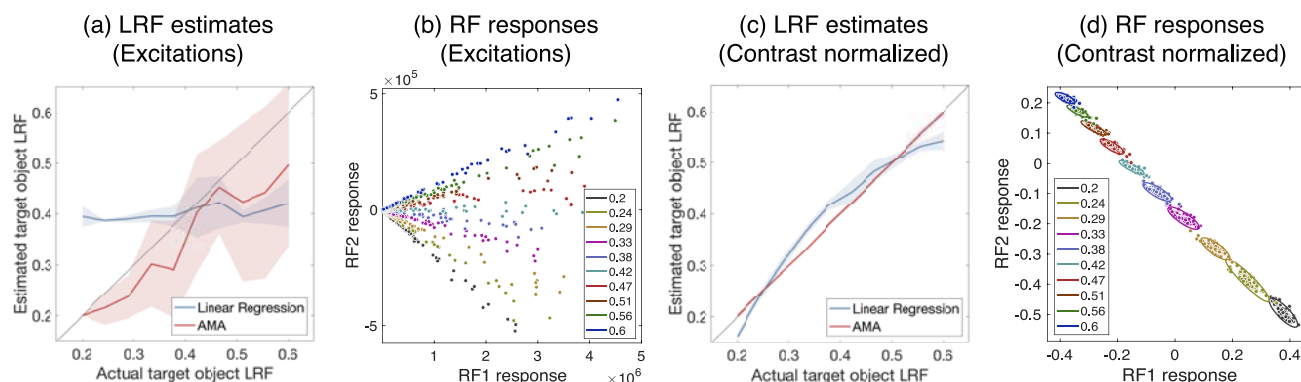 (a) LRF estimates
(Excitations)
0.6
0.5
0.4
0.3
0.2
Estimated target object LRF
Linear Regression
AMA
0.2 0.3 0.4 0.5 0.6
Actual target object LRF
(b) RF responses
(Excitations)
× 10⁵
5
0
-5
RF2 response
0.2
0.24
0.29
0.33
0.38
0.42
0.47
0.51
0.56
0.6
1 2 3 4 5
RF1 response
× 10⁶
(c) LRF estimates
(Contrast normalized)
0.6
0.5
0.4
0.3
0.2
Estimated target object LRF
Linear Regression
AMA
0.2 0.3 0.4 0.5 0.6
Actual target object LRF
(d) RF responses
(Contrast normalized)
0.2
0.1
0
-0.1
-0.2
-0.3
-0.4
-0.5
RF2 response
0.2
0.24
0.29
0.33
0.38
0.42
0.47
0.51
0.56
0.6
-0.4 -0.2 0 0.2 0.4
RF1 response